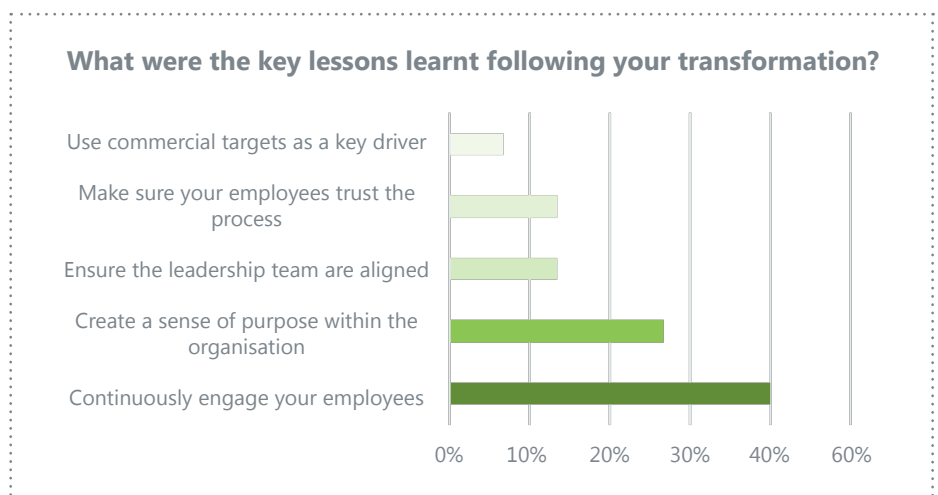 What were the key lessons learnt following your transformation?
Use commercial targets as a key driver
Make sure your employees trust the
process
Ensure the leadership team are aligned
Create a sense of purpose within the
organisation
Continuously engage your employees
0% 10% 20% 30% 40% 60%